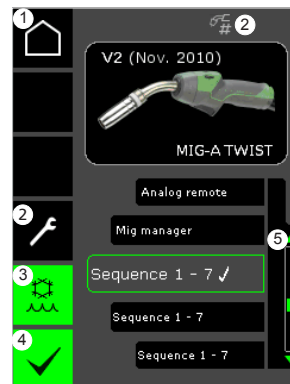 1
#
2
V2 (Nov. 2010)
MIG-A TWIST
Analog remote
2
Mig manager
5
Sequence 1 - 7
3
Sequence 1 - 7
4
Sequence 1 - 7